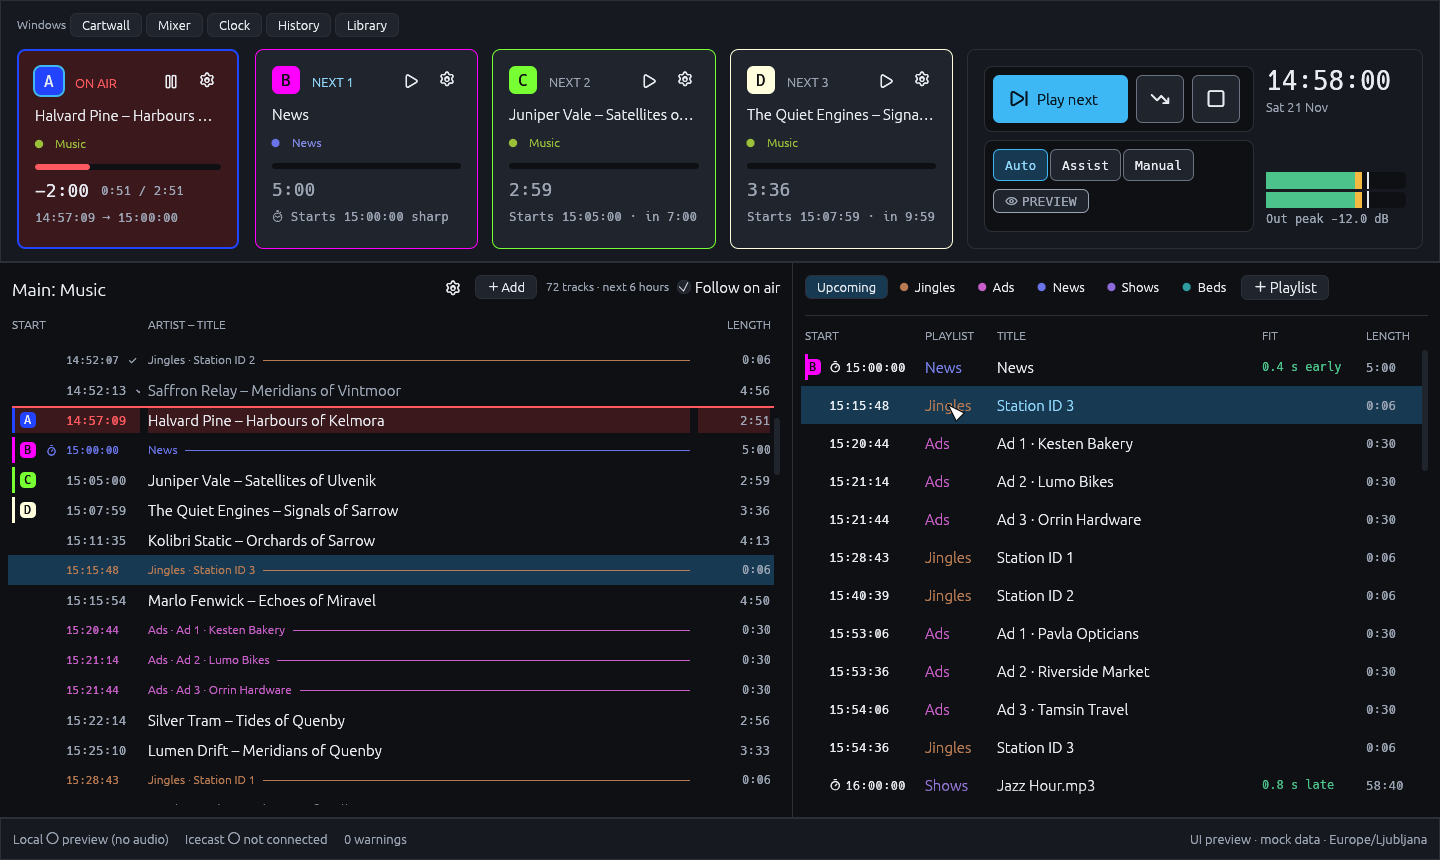 Windows Cartwall Mixer Clock History Library
A ON AIR
Halvard Pine – Harbours ...
Music
−2:00 0:51 / 2:51
14:57:09 → 15:00:00
B NEXT 1
News
News
5:00
Starts 15:00:00 sharp
C NEXT 2
Juniper Vale – Satellites o...
Music
2:59
Starts 15:05:00 · in 7:00
D NEXT 3
The Quiet Engines – Signa...
Music
3:36
Starts 15:07:59 · in 9:59
Play next
Auto Assist Manual
PREVIEW
14:58:00
Sat 21 Nov
Out peak -12.0 dB
Main: Music
+ Add 72 tracks · next 6 hours ✓ Follow on air
START ARTIST – TITLE LENGTH
14:52:07 ✓ Jingles · Station ID 2 0:06
14:52:13 Saffron Relay – Meridians of Vintmoor 4:56
A 14:57:09 Halvard Pine – Harbours of Kelmora 2:51
B 15:00:00 News 5:00
C 15:05:00 Juniper Vale – Satellites of Ulvenik 2:59
D 15:07:59 The Quiet Engines – Signals of Sarrow 3:36
15:11:35 Kolibri Static – Orchards of Sarrow 4:13
15:15:48 Jingles · Station ID 3 0:06
15:15:54 Marlo Fenwick – Echoes of Miravel 4:50
15:20:44 Ads · Ad 1 · Kesten Bakery 0:30
15:21:14 Ads · Ad 2 · Lumo Bikes 0:30
15:21:44 Ads · Ad 3 · Orrin Hardware 0:30
15:22:14 Silver Tram – Tides of Quenby 2:56
15:25:10 Lumen Drift – Meridians of Quenby 3:33
15:28:43 Jingles · Station ID 1 0:06
Upcoming Jingles Ads News Shows Beds + Playlist
START PLAYLIST TITLE FIT LENGTH
B 15:00:00 News News 0.4 s early 5:00
15:15:48 Jingles Station ID 3 0:06
15:20:44 Ads Ad 1 · Kesten Bakery 0:30
15:21:14 Ads Ad 2 · Lumo Bikes 0:30
15:21:44 Ads Ad 3 · Orrin Hardware 0:30
15:28:43 Jingles Station ID 1 0:06
15:40:39 Jingles Station ID 2 0:06
15:53:06 Ads Ad 1 · Pavla Opticians 0:30
15:53:36 Ads Ad 2 · Riverside Market 0:30
15:54:06 Ads Ad 3 · Tamsin Travel 0:30
15:54:36 Jingles Station ID 3 0:06
16:00:00 Shows Jazz Hour.mp3 0.8 s late 58:40
Local preview (no audio) Icecast not connected 0 warnings
UI preview · mock data · Europe/Ljubljana